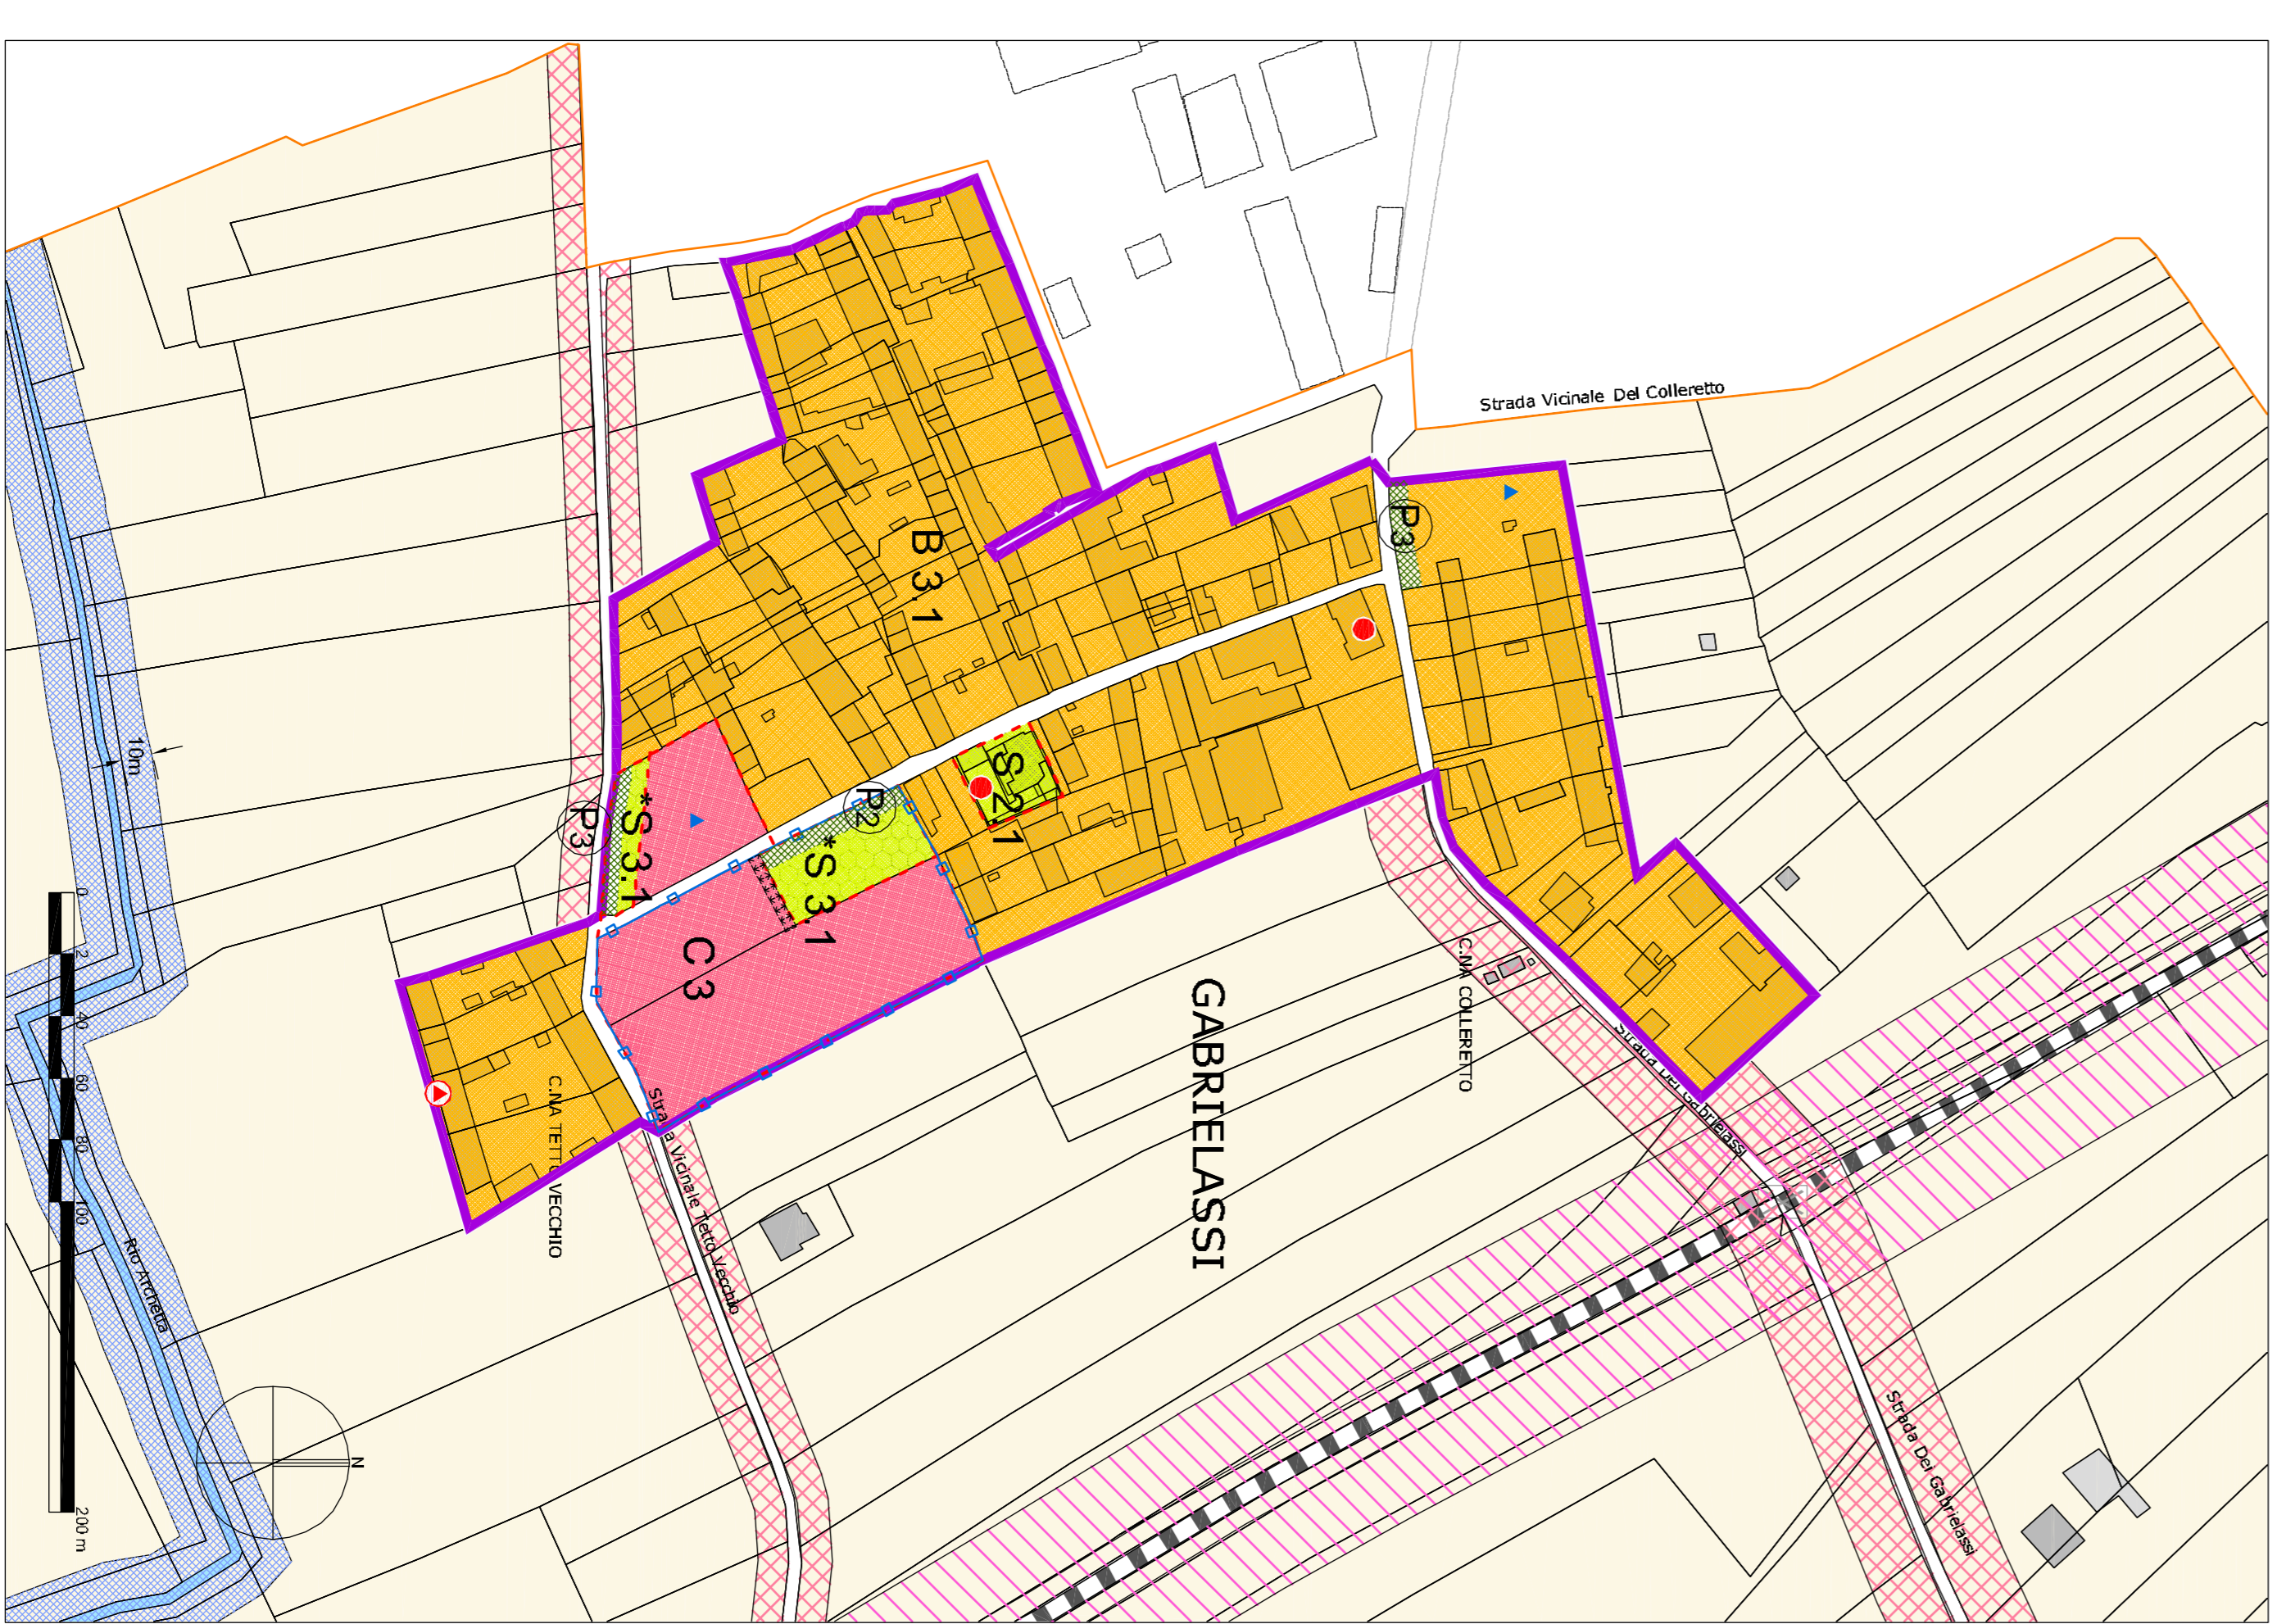 Strada Vicinale Del Colleretto
P3
B 3.1
S 2.1
P2
*S 3.1
*S 3.1
P3
C 3
10m
GABRIELASSI
C.NA COLLERETTO
Strada Dei Gabrielassi
C.NA TETTO VECCHIO
Strada Vicinale Tetto Vecchio
Rio Archetta
Strada Dei Gabrielassi
N
0
2
40
60
80
100
200 m